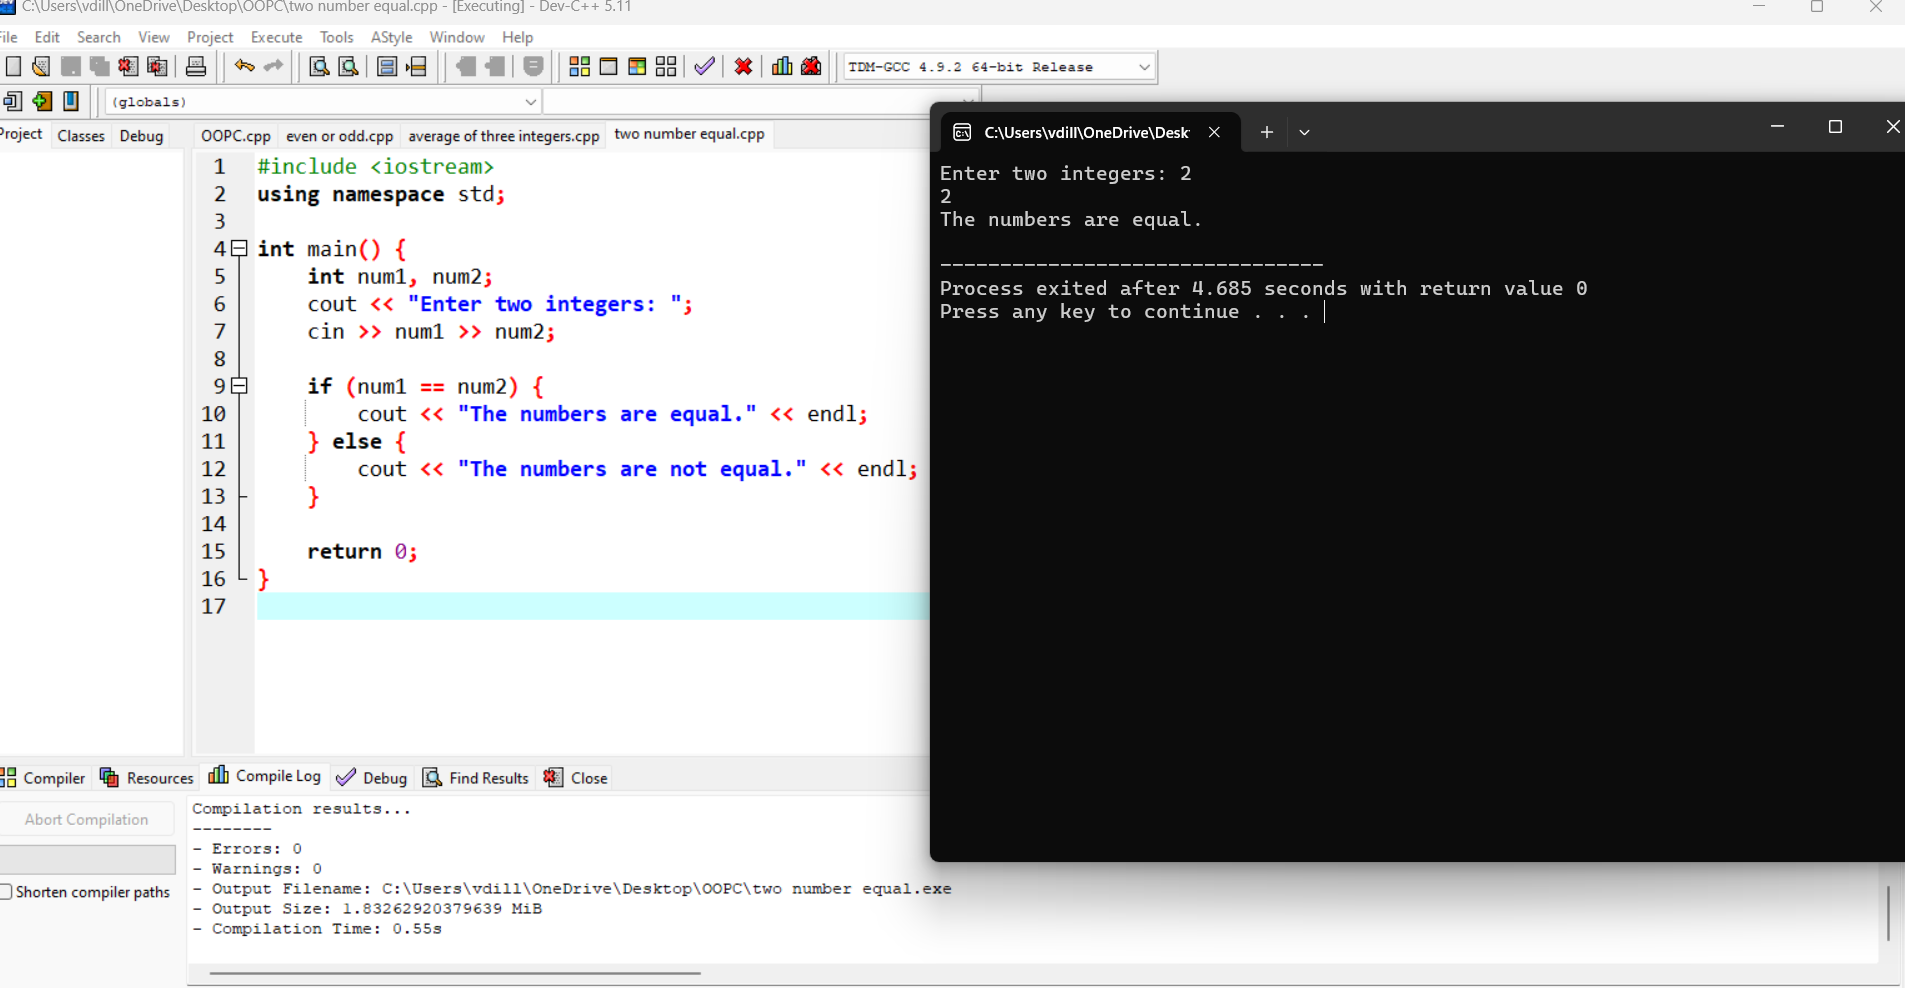 C:\Users\vdill\OneDrive\Desktop\OOPC\two number equal.cpp - [Executing] - Dev-C++ 5.11
File Edit Search View Project Execute Tools AStyle Window Help
TDM-GCC 4.9.2 64-bit Release
(globals)
Project Classes Debug
OOPC.cpp even or odd.cpp average of three integers.cpp two number equal.cpp
1 #include <iostream>
2 using namespace std;
3
4 int main() {
5 int num1, num2;
6 cout << "Enter two integers: ";
7 cin >> num1 >> num2;
8
9 if (num1 == num2) {
10 cout << "The numbers are equal." << endl;
11 } else {
12 cout << "The numbers are not equal." << endl;
13 }
14
15 return 0;
16 }
17
C:\Users\vdill\OneDrive\Desk
Enter two integers: 2
2
The numbers are equal.
--------------------------------
Process exited after 4.685 seconds with return value 0
Press any key to continue . . .
Compiler Resources Compile Log Debug Find Results Close
Abort Compilation
Shorten compiler paths
Compilation results...
--------
- Errors: 0
- Warnings: 0
- Output Filename: C:\Users\vdill\OneDrive\Desktop\OOPC\two number equal.exe
- Output Size: 1.83262920379639 MiB
- Compilation Time: 0.55s